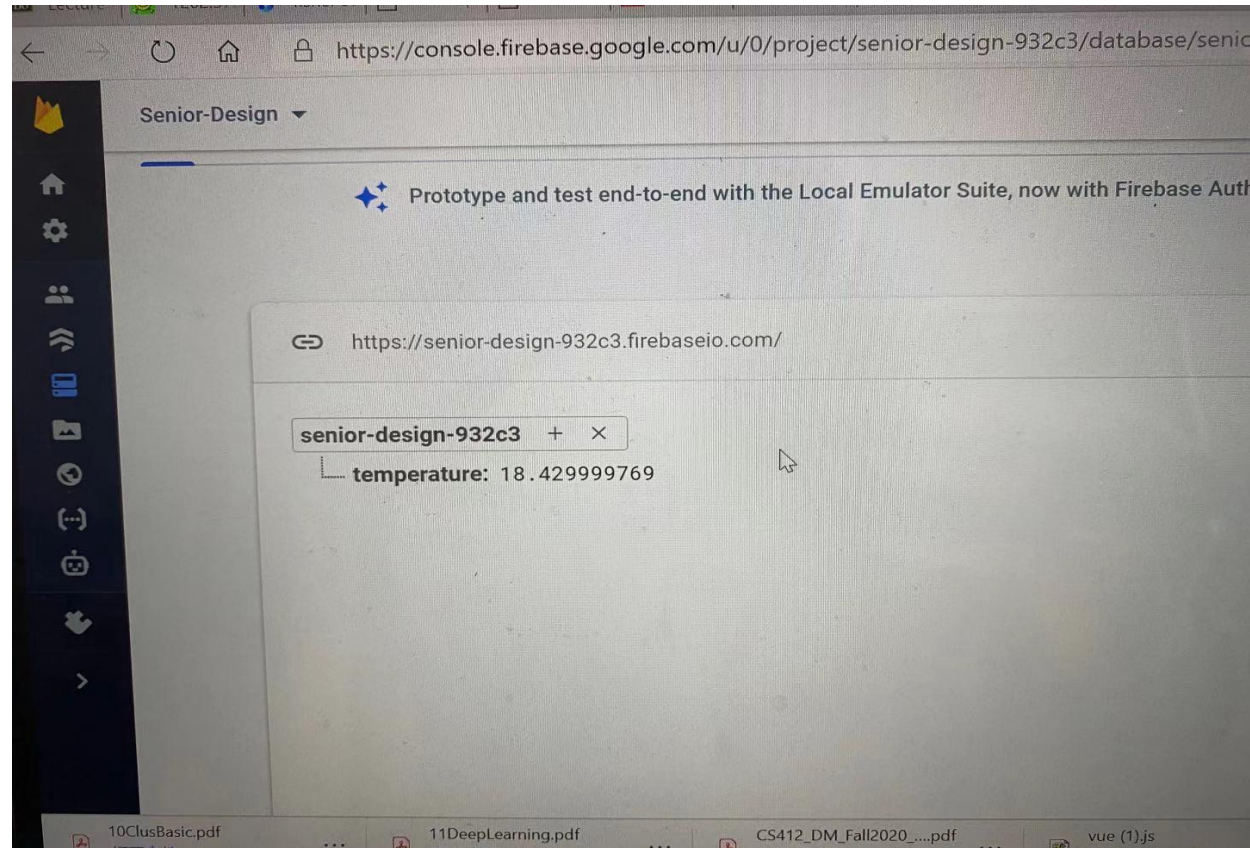 https://console.firebase.google.com/u/0/project/senior-design-932c3/database/senic
Senior-Design
Prototype and test end-to-end with the Local Emulator Suite, now with Firebase Auth
https://senior-design-932c3.firebaseio.com/
senior-design-932c3 + ×
temperature: 18.429999769
10ClusBasic.pdf
11DeepLearning.pdf
CS412_DM_Fall2020_....pdf
vue (1).js